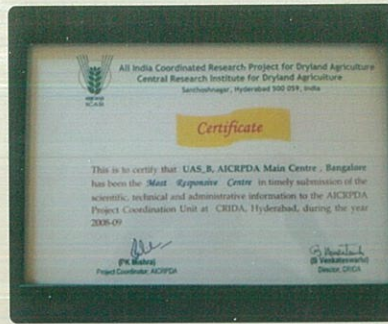 All India Coordinated Research Project for Dryland Agriculture
Central Research Institute for Dryland Agriculture
Santhoshnagar, Hyderabad 500 059, India
ICAR
Certificate
This is to certify that UAS_B, AICRPDA Main Centre, Bangalore
has been the Most Responsive Centre in timely submission of the
scientific, technical and administrative information to the AICRPDA
Project Coordination Unit at CRIDA, Hyderabad, during the year
2008-09
(PK Mishra)
Project Coordinator, AICRPDA
(B Venkateswarlu)
Director, CRIDA